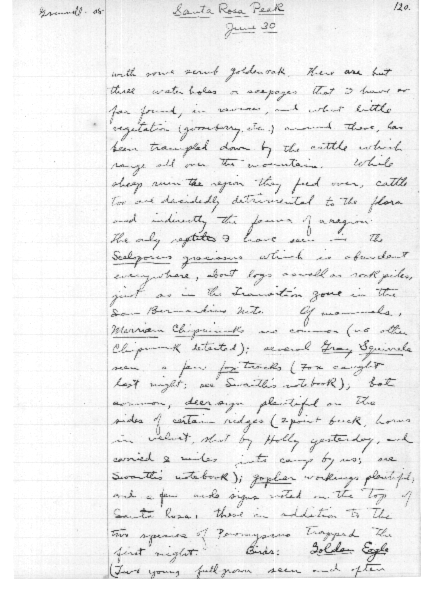 Grinnell - 08
Santa Rosa Peak
120.
June 30
with some scrub golden oak. There are but
three water holes or seepages that I have so
far found, in ravines, and what little
vegetation (gooseberry, etc.) around these, has
been trampled down by the cattle which
range all over the mountain. While
sheep ruin the region they feed over, cattle
too are decidedly detrimental to the flora
and indirectly the fauna of a region.
The only reptile I have seen is the
Sceloporus graciosus which is abundant
everywhere, about logs as well as rock piles,
just as in the Transition zone in the
San Bernardino Mts. Of mammals,
Merriam Chipmunks are common (no other
Chipmunk detected); several Gray Squirrels
seen, a few fox tracks (Fox caught
last night; see Swarth's notebook), bob
common, deer sign plentiful on the
sides of certain ridges (2 point buck, horns
in velvet, shot by Holly yesterday, and
carried 2 miles into camp by us; see
Swarth's notebook); gopher workings plentiful,
and a few signs noted on the top of
Santa Rosa; these in addition to the
two species of Peromyscus trapped the
first night. Birds: Golden Eagle
(Two young full grown seen and often